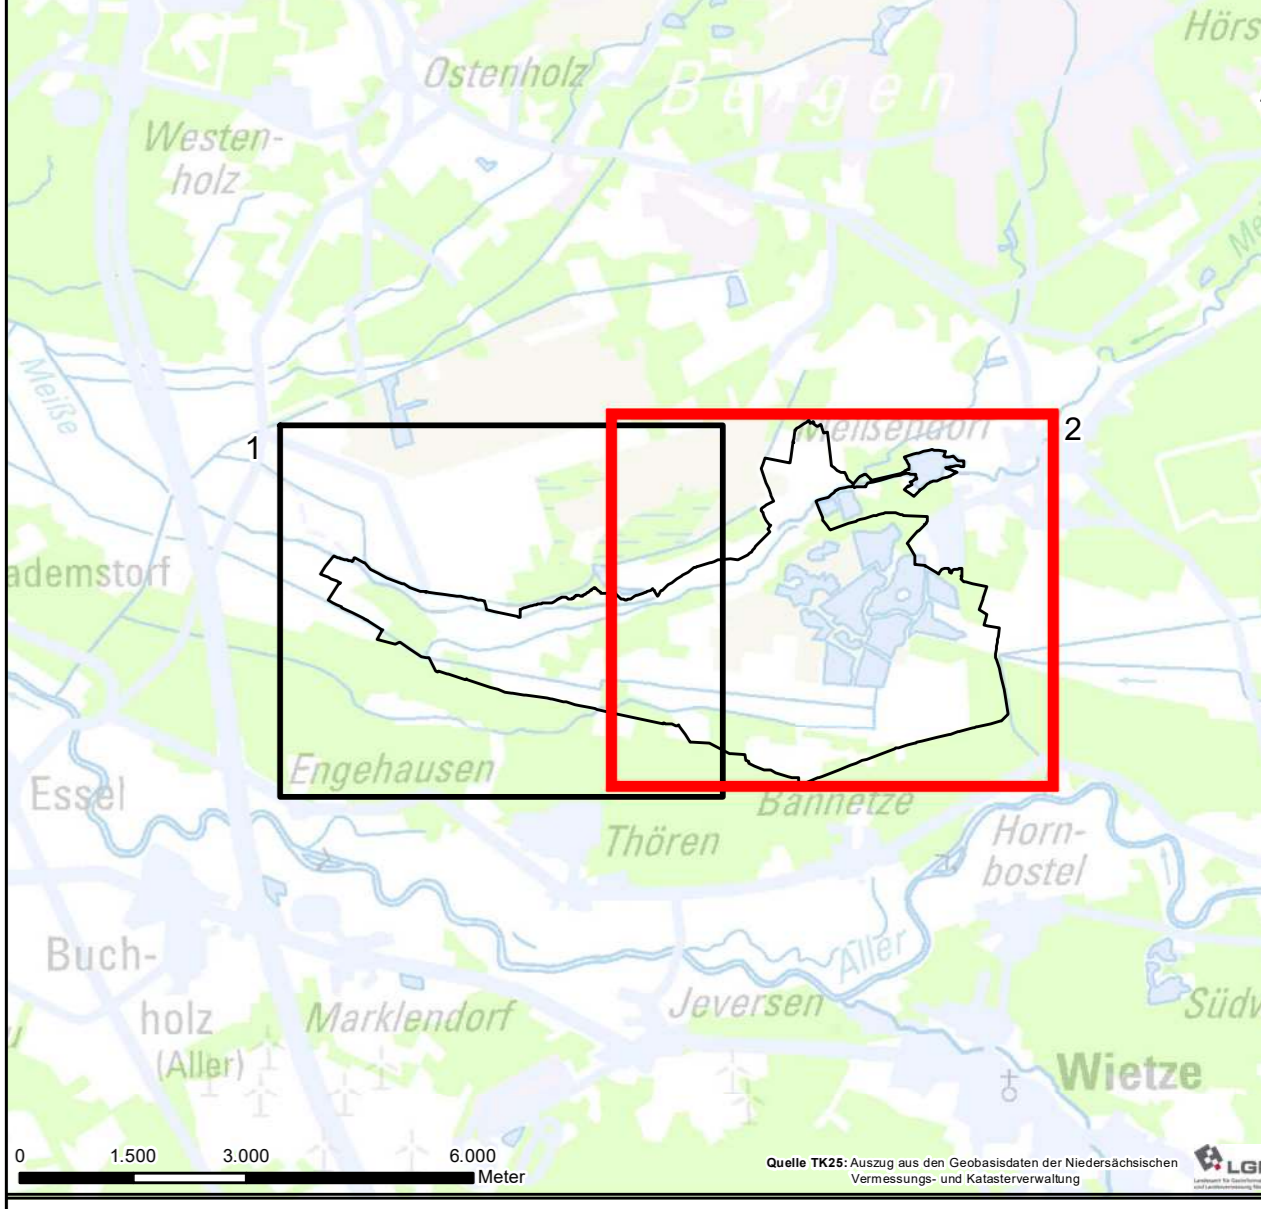 Hörs
Ostenholz
Bergen
Westen-
holz
Me
Meiße
Meißendorf
1
2
ademstorf
Engehausen
Essel
Bannetze
Thören
Horn-
bostel
Aller
Buch-
holz
(Aller)
Marklendorf
Jeversen
Südw
Wietze
0 1.500 3.000 6.000
Meter
Quelle TK25: Auszug aus den Geobasisdaten der Niedersächsischen
Vermessungs- und Katasterverwaltung